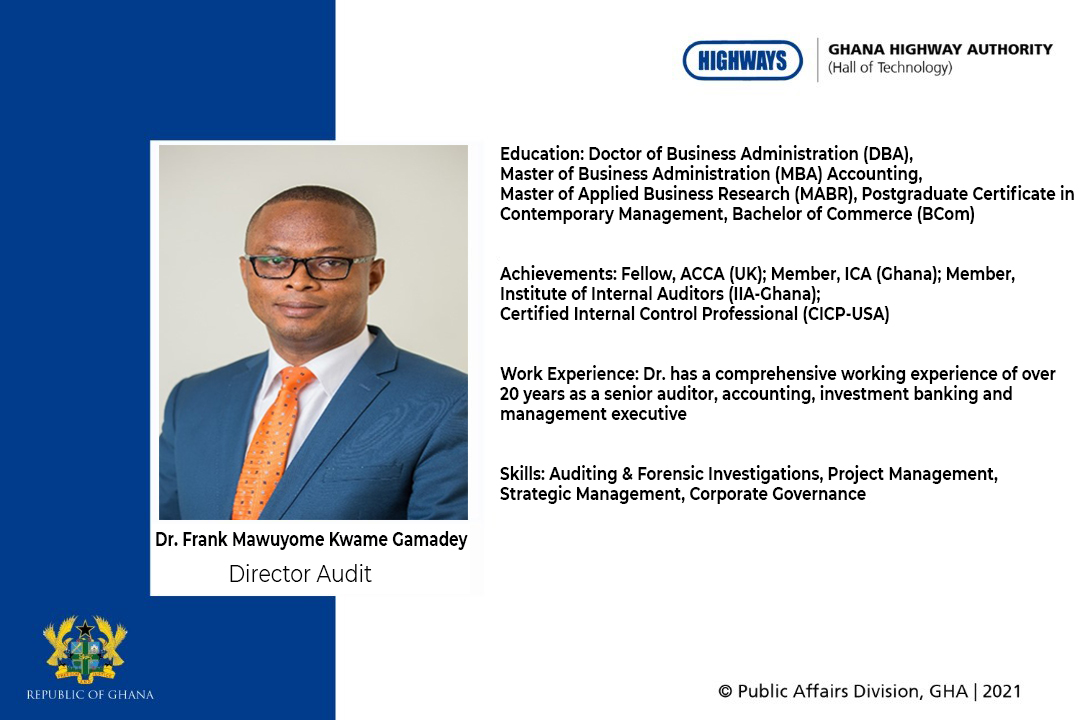 HIGHWAYS
GHANA HIGHWAY AUTHORITY
(Hall of Technology)
Education: Doctor of Business Administration (DBA),
Master of Business Administration (MBA) Accounting,
Master of Applied Business Research (MABR), Postgraduate Certificate in
Contemporary Management, Bachelor of Commerce (BCom)
Achievements: Fellow, ACCA (UK); Member, ICA (Ghana); Member,
Institute of Internal Auditors (IIA-Ghana);
Certified Internal Control Professional (CICP-USA)
Work Experience: Dr. has a comprehensive working experience of over
20 years as a senior auditor, accounting, investment banking and
management executive
Skills: Auditing & Forensic Investigations, Project Management,
Strategic Management, Corporate Governance
Dr. Frank Mawuyome Kwame Gamadey
Director Audit
REPUBLIC OF GHANA
© Public Affairs Division, GHA | 2021